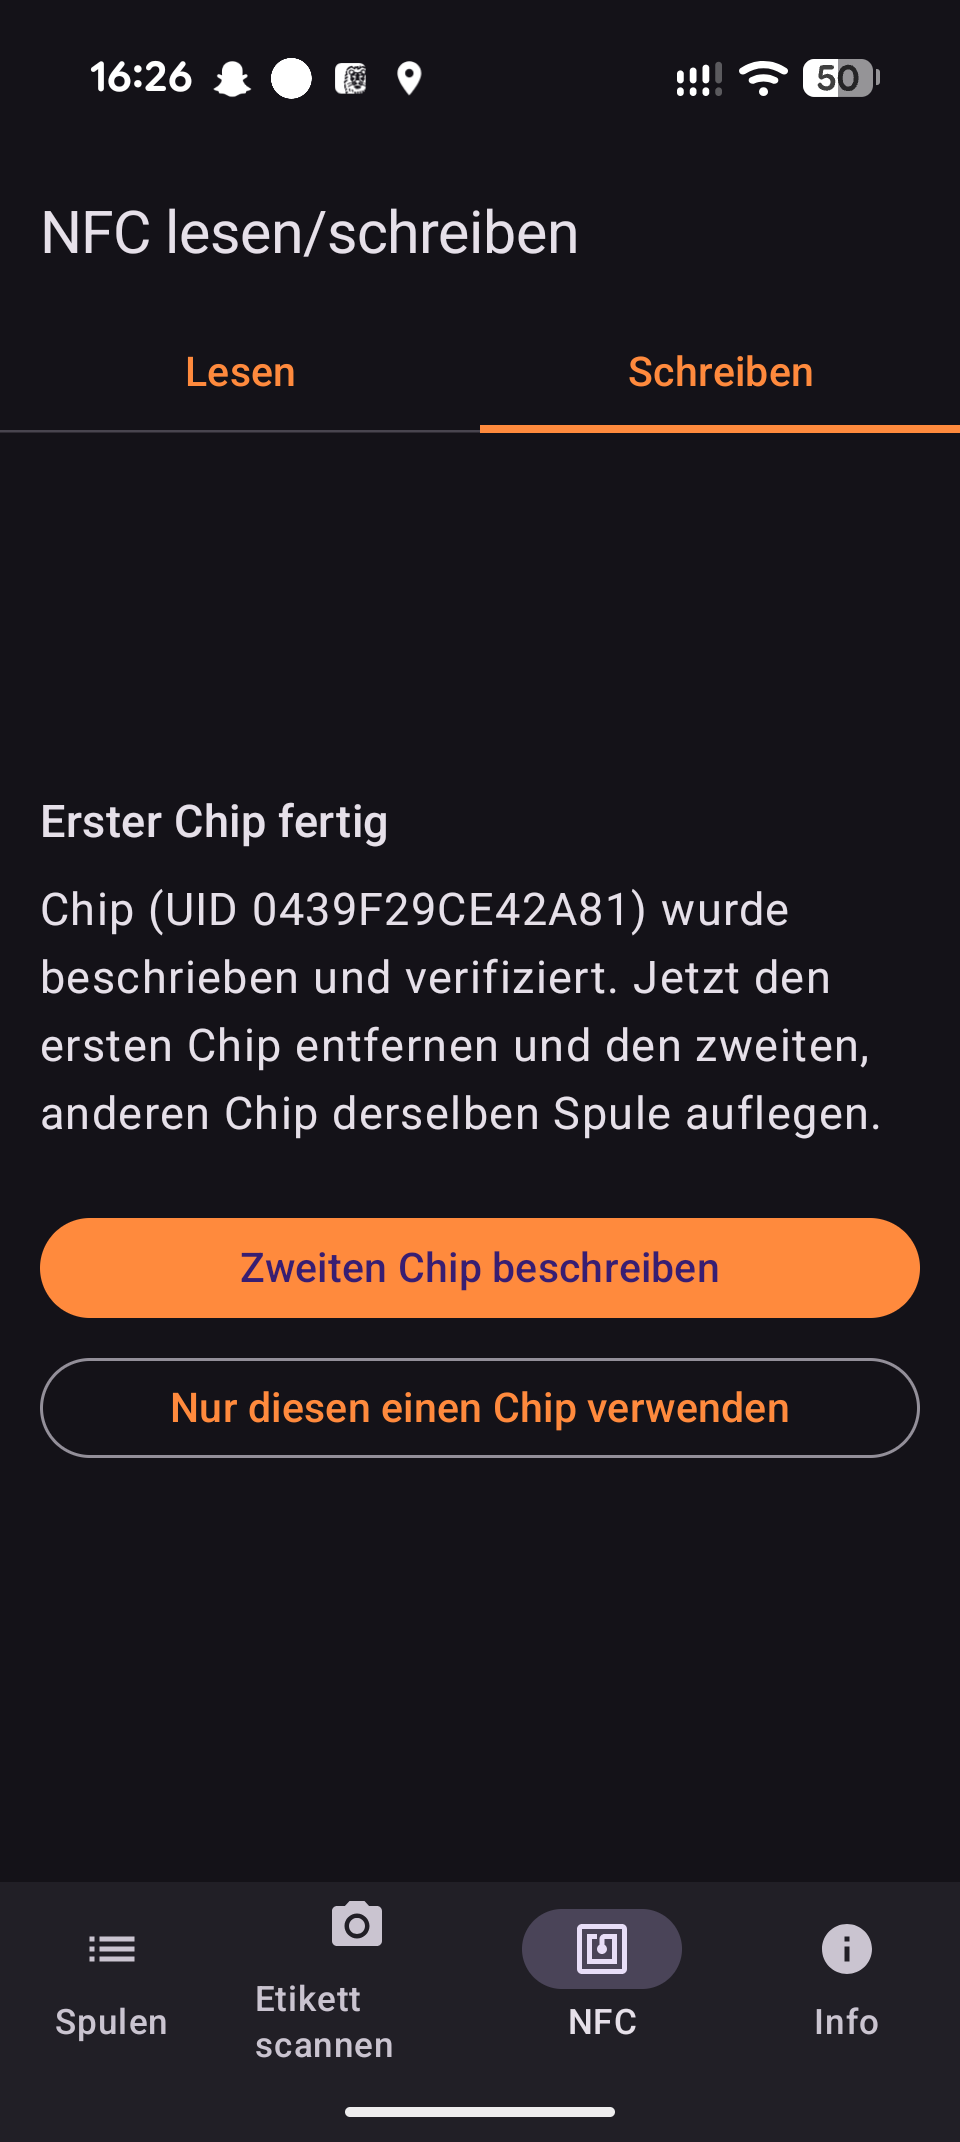 16:26
50
NFC lesen/schreiben
Lesen
Schreiben
Erster Chip fertig
Chip (UID 0439F29CE42A81) wurde
beschrieben und verifiziert. Jetzt den
ersten Chip entfernen und den zweiten,
anderen Chip derselben Spule auflegen.
Zweiten Chip beschreiben
Nur diesen einen Chip verwenden
Spulen
Etikett
scannen
NFC
Info